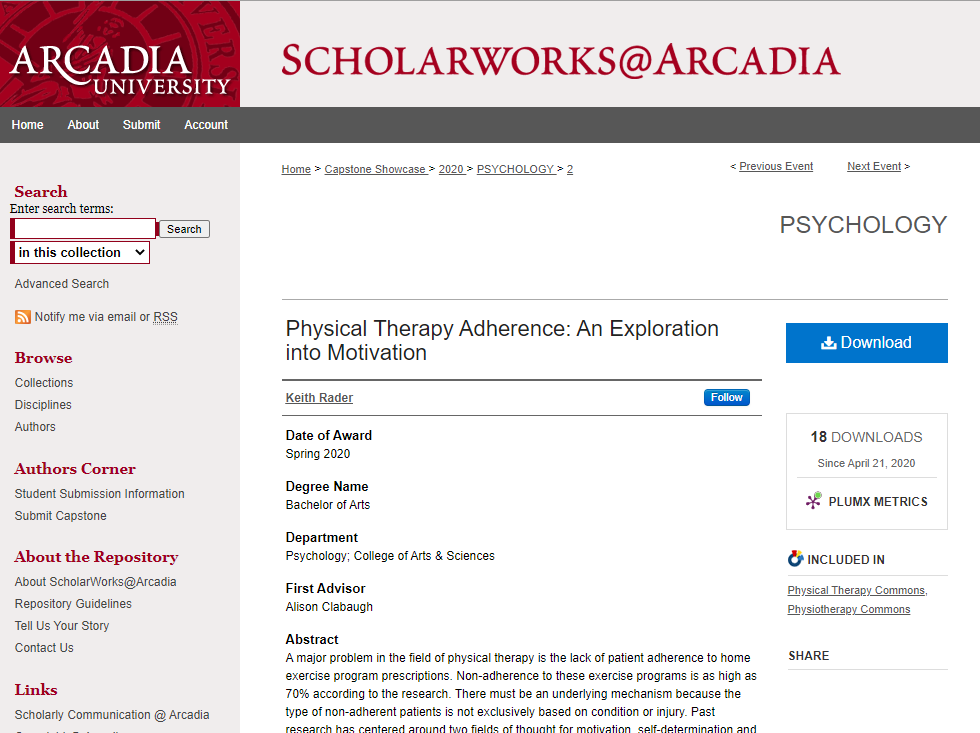 ARCADIA
UNIVERSITY
SCHOLARWORKS@ARCADIA
Home About Submit Account
Home > Capstone Showcase > 2020 > PSYCHOLOGY > 2
< Previous Event Next Event >
PSYCHOLOGY
Search
Enter search terms:
Search
in this collection
Advanced Search
Notify me via email or RSS
Browse
Collections
Disciplines
Authors
Authors Corner
Student Submission Information
Submit Capstone
About the Repository
About ScholarWorks@Arcadia
Repository Guidelines
Tell Us Your Story
Contact Us
Links
Scholarly Communication @ Arcadia
Physical Therapy Adherence: An Exploration
into Motivation
Keith Rader
Follow
Date of Award
Spring 2020
Degree Name
Bachelor of Arts
Department
Psychology; College of Arts & Sciences
First Advisor
Alison Clabaugh
Abstract
A major problem in the field of physical therapy is the lack of patient adherence to home
exercise program prescriptions. Non-adherence to these exercise programs is as high as
70% according to the research. There must be an underlying mechanism because the
type of non-adherent patients is not exclusively based on condition or injury. Past
research has centered around two fields of thought for motivation, self-determination and
Download
18 DOWNLOADS
Since April 21, 2020
PLUMX METRICS
INCLUDED IN
Physical Therapy Commons,
Physiotherapy Commons
SHARE